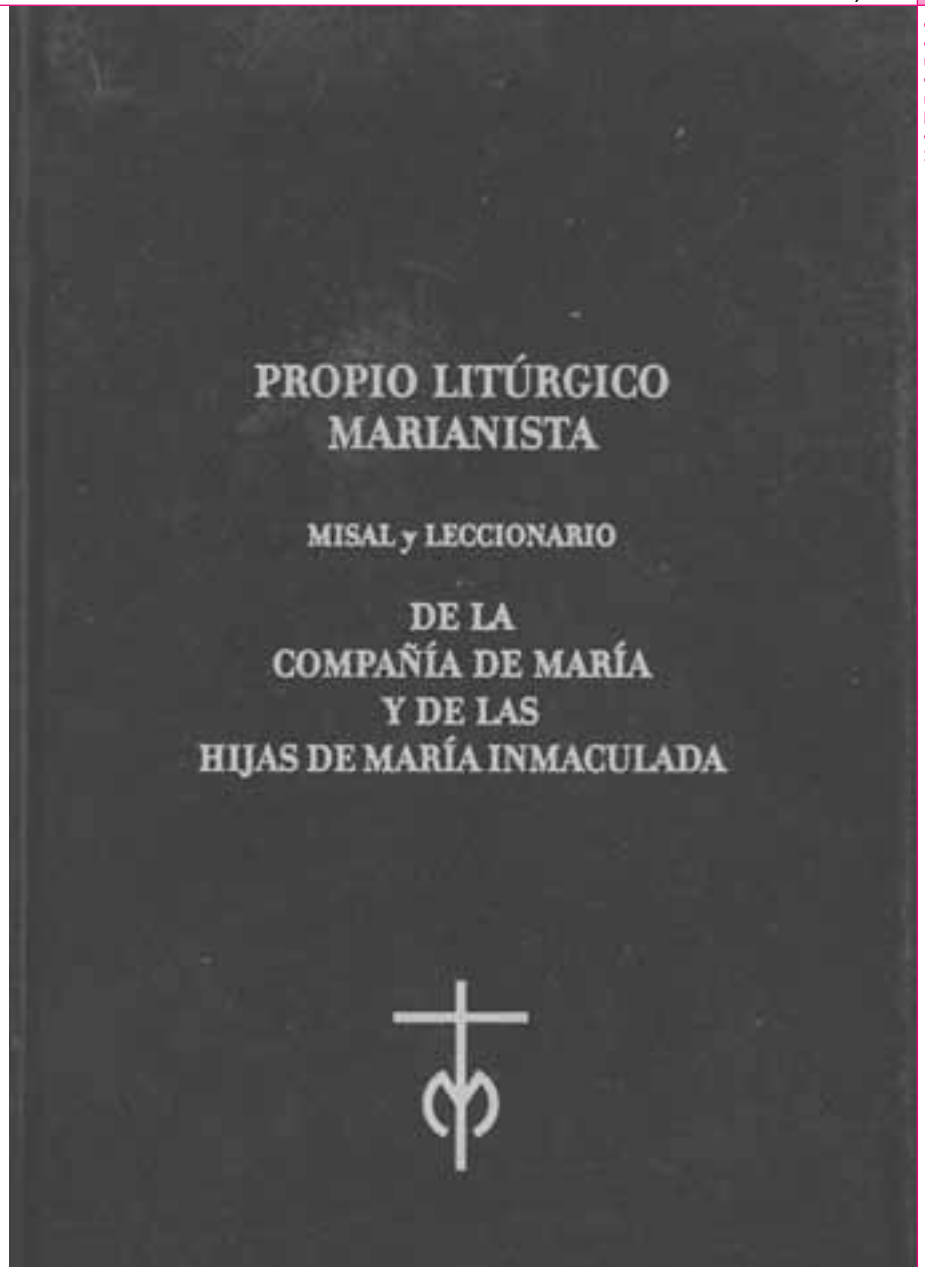 PROPIO LITÚRGICO
MARIANISTA
MISAL y LECCIONARIO
DE LA
COMPAÑÍA DE MARÍA
Y DE LAS
HIJAS DE MARÍA INMACULADA